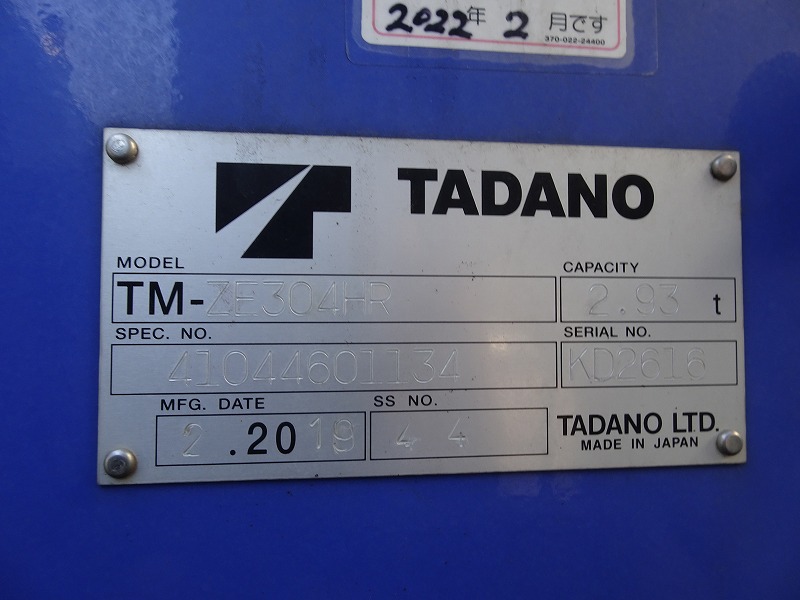 2022年 2 月です
370-022-24400
TADANO
MODEL
TM-ZE304HR
CAPACITY
2.93 t
SPEC. NO.
41044601134
SERIAL NO.
KD2616
MFG. DATE
2 .2019
SS NO.
4 4
TADANO LTD.
MADE IN JAPAN